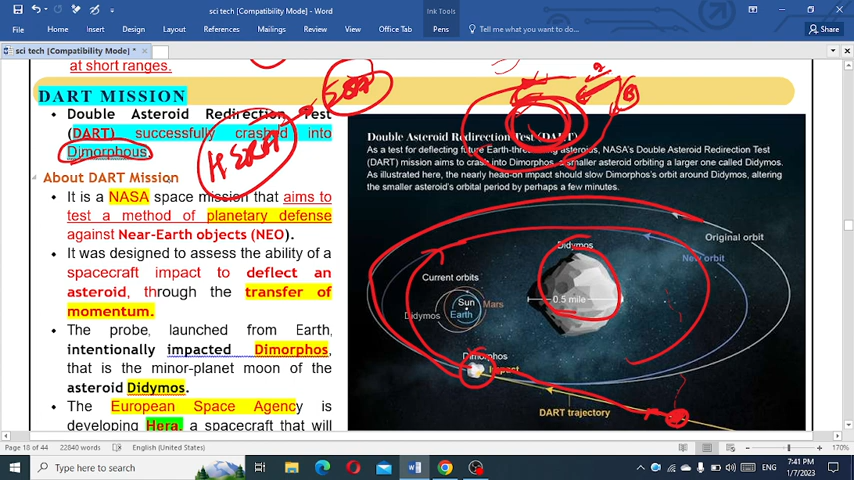 sci tech [Compatibility Mode] - Word
Ink Tools
File Home Insert Design Layout References Mailings Review View Office Tab Pens Tell me what you want to do... Share
sci tech [Compatibility Mode] *
at short ranges.
ESA
DART MISSION
Double Asteroid Redirection Test
(DART) successfully crashed into
Dimorphous.
HERA
B
About DART Mission
It is a NASA space mission that aims to
test a method of planetary defense
against Near-Earth objects (NEO).
It was designed to assess the ability of a
spacecraft impact to deflect an
asteroid, through the transfer of
momentum.
The probe, launched from Earth,
intentionally impacted Dimorphos,
that is the minor-planet moon of the
asteroid Didymos.
The European Space Agency is
developing Hera, a spacecraft that will
Double Asteroid Redirection Test (DART)
As a test for deflecting future Earth-threatening asteroids, NASA's Double Asteroid Redirection Test
(DART) mission aims to crash into Dimorphos, a smaller asteroid orbiting a larger one called Didymos.
As illustrated here, the nearly head-on impact should slow Dimorphos's orbit around Didymos, altering
the smaller asteroid's orbital period by perhaps a few minutes.
Original orbit
Didymos
New orbit
Current orbits
Sun
Mars
Didymos
Earth
0.5 mile
Dimorphos
Impact
DART trajectory
Page 18 of 44 22840 words English (United States) 170%
Type here to search
ENG
7:41 PM
1/7/2023